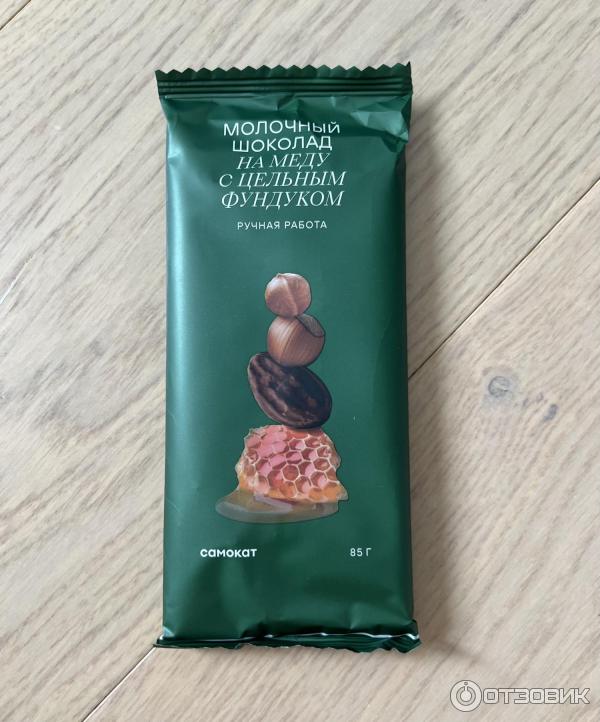 МОЛОЧНЫЙ
ШОКОЛАД
НА МЕДУ
С ЦЕЛЬНЫМ
ФУНДУКОМ
РУЧНАЯ РАБОТА
самокат
85 Г
ОТЗОВИК